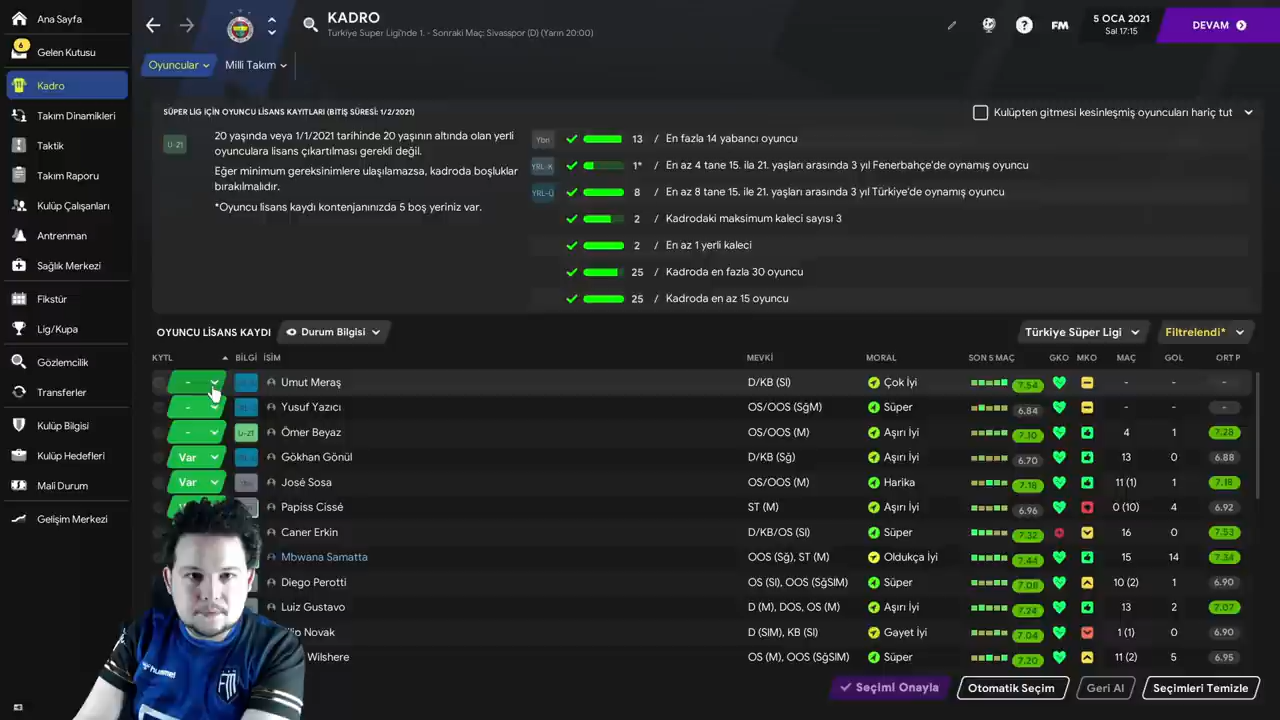 Ana Sayfa
6
Gelen Kutusu
Kadro
Takım Dinamikleri
Taktik
Takım Raporu
Kulüp Çalışanları
Antrenman
Sağlık Merkezi
Fikstür
Lig/Kupa
Gözlemcilik
Transferler
Kulüp Bilgisi
Kulüp Hedefleri
Mali Durum
Gelişim Merkezi
KADRO
Türkiye Süper Ligi'nde 1. - Sonraki Maç: Sivasspor (D) (Yarın 20:00)
FM
5 OCA 2021
Sal 17:15
DEVAM
Oyuncular
Milli Takım
SÜPER LIG İÇIN OYUNCU LISANS KAYITLARI (BITIŞ SÜRESI: 1/2/2021)
Kulüpten gitmesi kesinleşmiş oyuncuları hariç tut
U-21
20 yaşında veya 1/1/2021 tarihinde 20 yaşının altında olan yerli
oyunculara lisans çıkartılması gerekli değil.
Eğer minimum gereksinimlere ulaşılamazsa, kadroda boşluklar
bırakılmalıdır.
*Oyuncu lisans kaydı kontenjanınızda 5 boş yeriniz var.
Ybn 13 / En fazla 14 yabancı oyuncu
YRL-K 1* / En az 4 tane 15. ila 21. yaşları arasında 3 yıl Fenerbahçe'de oynamış oyuncu
YRL-Ü 8 / En az 8 tane 15. ila 21. yaşları arasında 3 yıl Türkiye'de oynamış oyuncu
2 / Kadrodaki maksimum kaleci sayısı 3
2 / En az 1 yerli kaleci
25 / Kadroda en fazla 30 oyuncu
25 / Kadroda en az 15 oyuncu
OYUNCU LİSANS KAYDI
Durum Bilgisi
Türkiye Süper Ligi
Filtrelendi*
KYTL BİLGİ İSİM MEVKİ MORAL SON 5 MAÇ GKO MKO MAÇ GOL ORT P
- Umut Meraş D/KB (Sl) Çok İyi 7.54 - - -
- Yusuf Yazıcı OS/OOS (SğM) Süper 6.84 - - -
- U-21 Ömer Beyaz OS/OOS (M) Aşırı İyi 7.10 4 1 7.28
Var Gökhan Gönül D/KB (Sğ) Aşırı İyi 6.70 13 0 6.88
Var José Sosa OS/OOS (M) Harika 7.18 11 (1) 1 7.18
Papiss Cissé ST (M) Aşırı İyi 6.96 0 (10) 4 6.92
Caner Erkin D/KB/OS (Sl) Süper 7.32 16 0 7.53
Mbwana Samatta OOS (Sğ), ST (M) Oldukça İyi 7.44 15 14 7.34
Diego Perotti OS (Sl), OOS (SğSlM) Süper 7.08 10 (2) 1 6.90
Luiz Gustavo D (M), DOS, OS (M) Aşırı İyi 7.24 13 2 7.07
Novak D (SlM), KB (Sl) Gayet İyi 7.04 1 (1) 0 6.90
Wilshere OS (M), OOS (SğSlM) Süper 7.20 11 (2) 5 6.95
Seçimi Onayla
Otomatik Seçim
Geri Al
Seçimleri Temizle
hummel